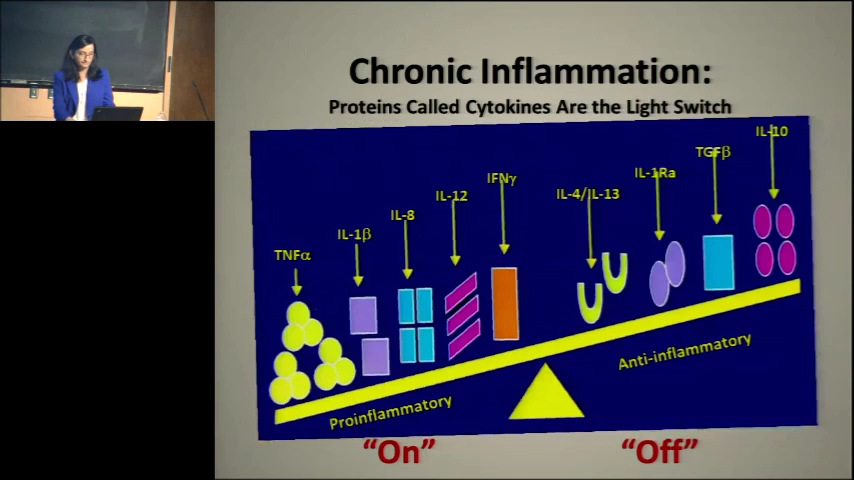 Chronic Inflammation:
Proteins Called Cytokines Are the Light Switch
TNFα
IL-1β
IL-8
IL-12
IFNγ
IL-4/IL-13
IL-1Ra
TGFβ
IL-10
Proinflammatory
Anti-inflammatory
“On”
“Off”